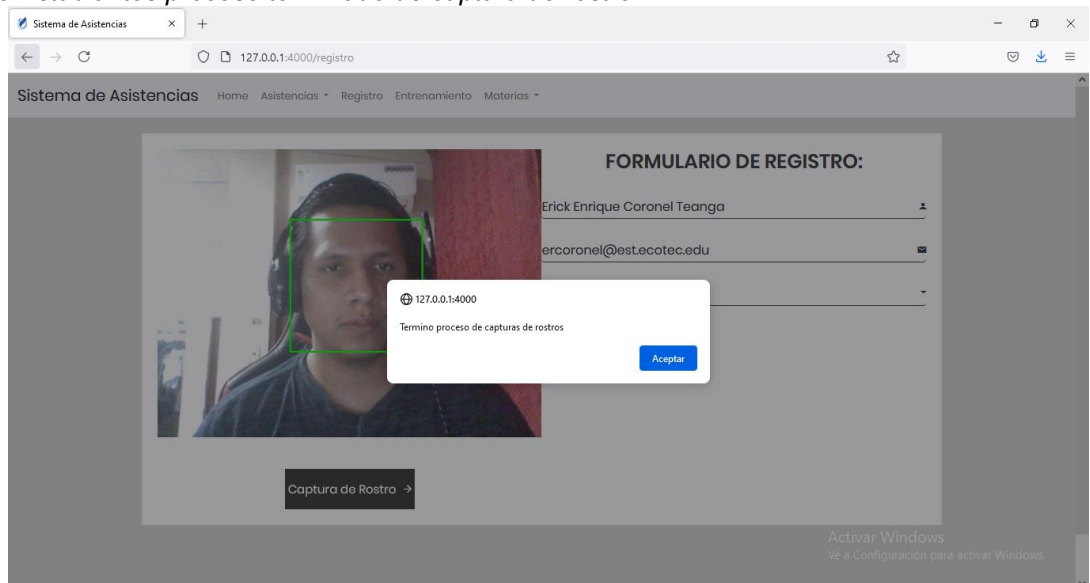 Sistema de Asistencias
127.0.0.1:4000/registro
Sistema de Asistencias Home Asistencias Registro Entrenamiento Materias
FORMULARIO DE REGISTRO:
Erick Enrique Coronel Teanga
ercoronel@est.ecotec.edu
127.0.0.1:4000
Termino proceso de capturas de rostros
Aceptar
Captura de Rostro →
Activar Windows
Ve a Configuración para activar Windows.